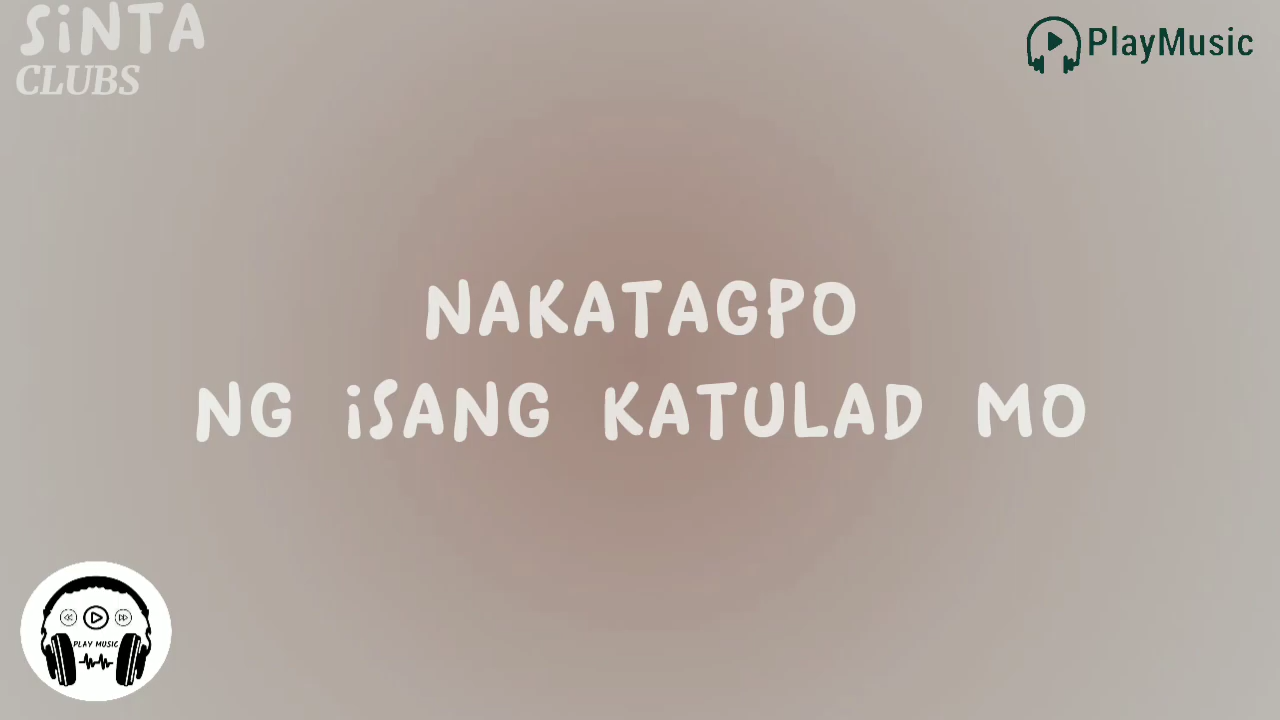 SiNTA
CLUBS
PlayMusic
NAKATAGPO
NG iSANG KATULAD MO
PLAY MUSIC